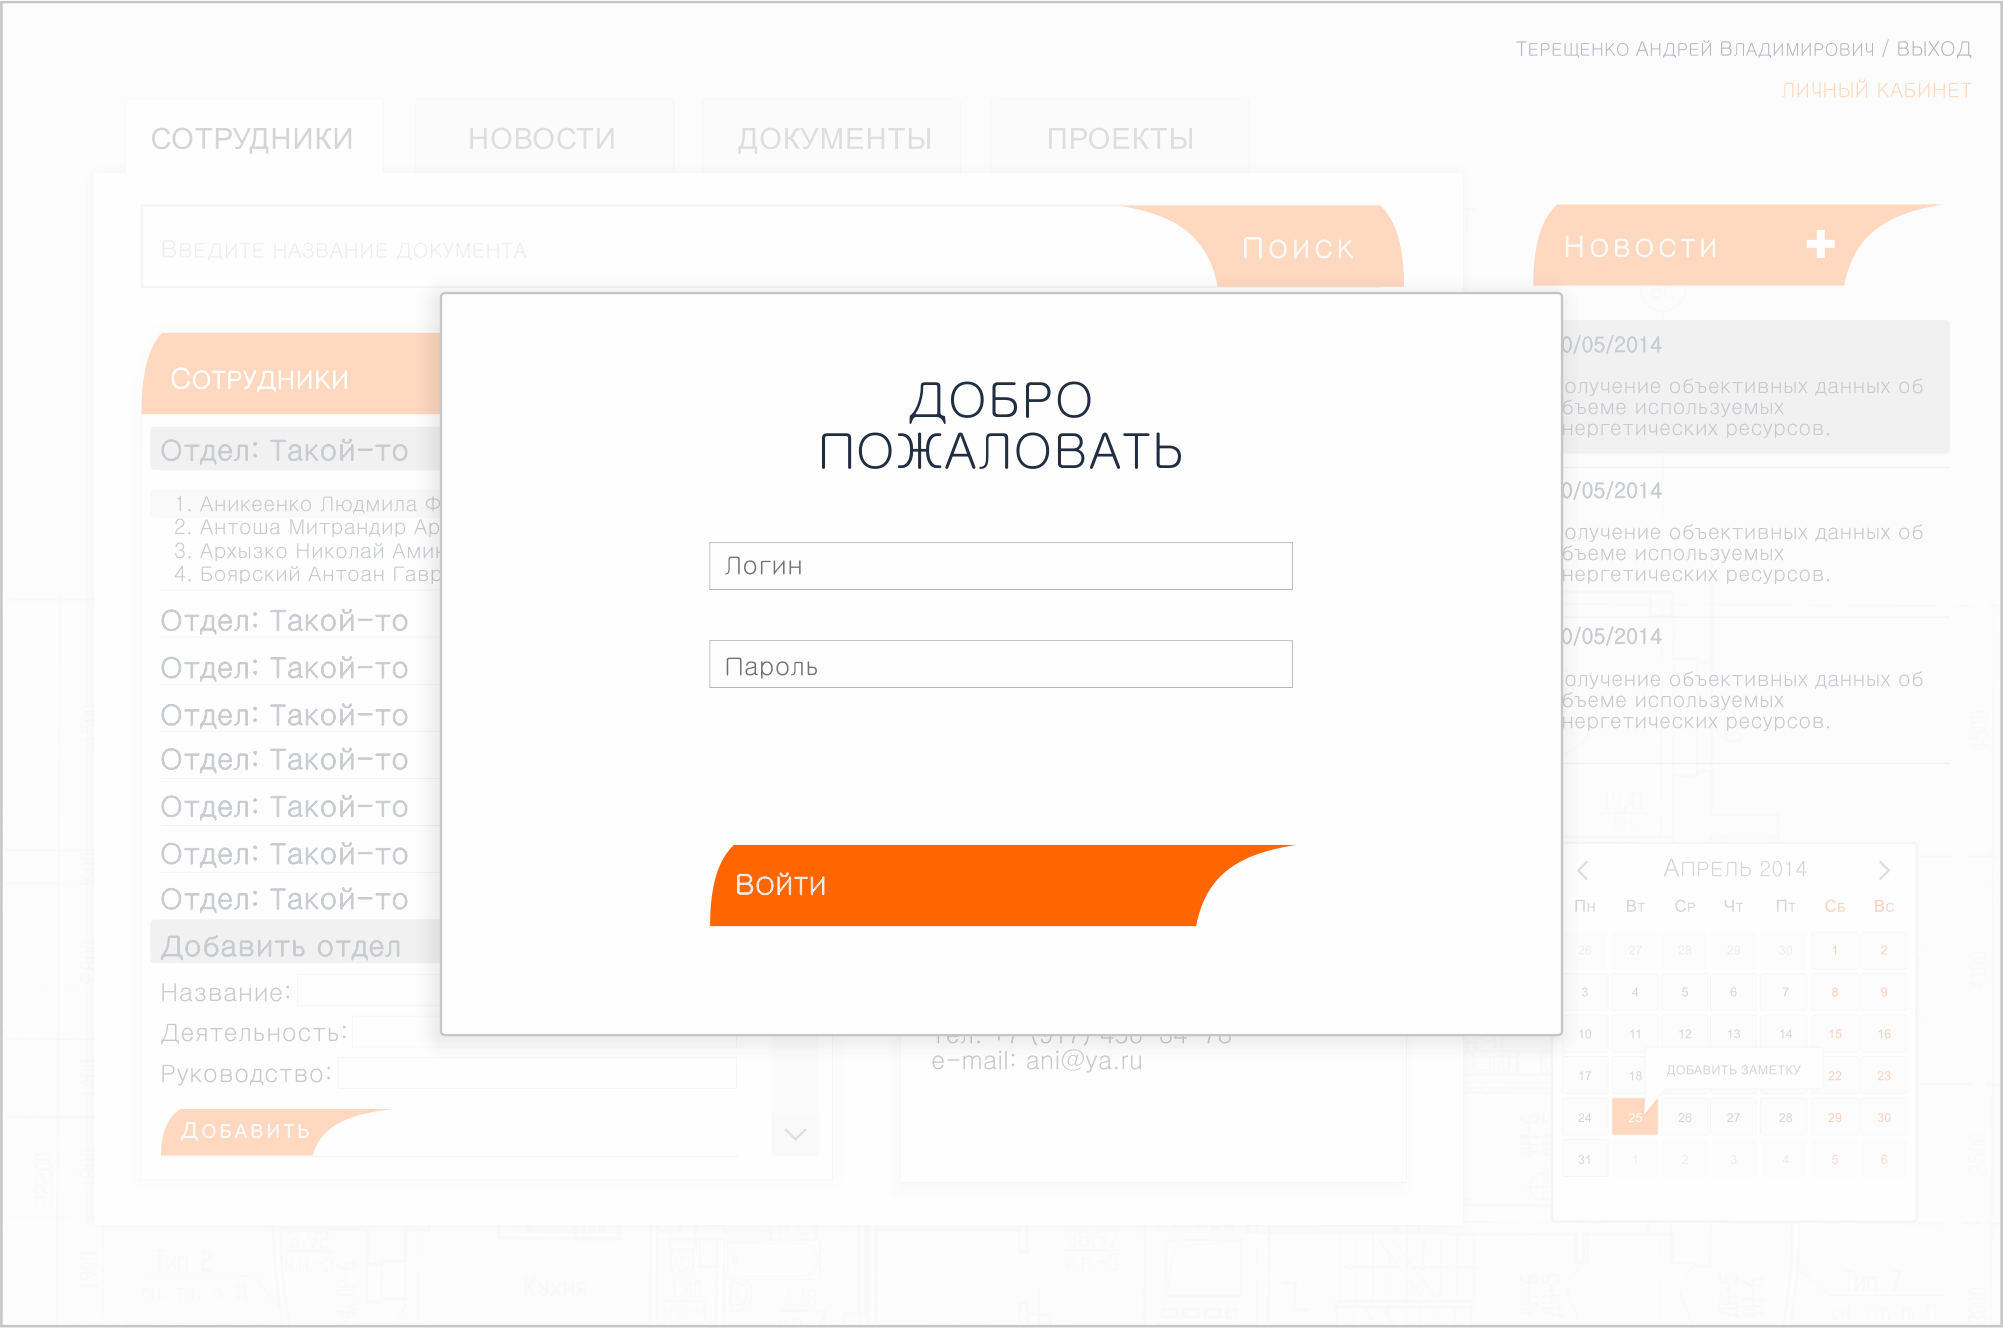 Терещенко Андрей Владимирович / ВЫХОД
ЛИЧНЫЙ КАБИНЕТ
СОТРУДНИКИ
НОВОСТИ
ДОКУМЕНТЫ
ПРОЕКТЫ
Введите название документа
Поиск
Новости
Сотрудники
Отдел: Такой-то
1. Аникеенко Людмила Ф
2. Антоша Митрандир Ар
3. Архызко Николай Амин
4. Боярский Антоан Гавр
Отдел: Такой-то
Отдел: Такой-то
Отдел: Такой-то
Отдел: Такой-то
Отдел: Такой-то
Отдел: Такой-то
Отдел: Такой-то
Добавить отдел
Название:
Деятельность:
Руководство:
Добавить
ДОБРО
ПОЖАЛОВАТЬ
Логин
Пароль
Войти
e-mail: ani@ya.ru
0/05/2014
олучение объективных данных об
бъеме используемых
нергетических ресурсов.
0/05/2014
олучение объективных данных об
бъеме используемых
нергетических ресурсов.
0/05/2014
олучение объективных данных об
бъеме используемых
нергетических ресурсов.
Апрель 2014
Пн Вт Ср Чт Пт Сб Вс
26 27 28 29 30 1 2
3 4 5 6 7 8 9
10 11 12 13 14 15 16
17 18 ДОБАВИТЬ ЗАМЕТКУ 22 23
24 25 26 27 28 29 30
31 1 2 3 4 5 6
Тип 2
Кухня
Тип 7